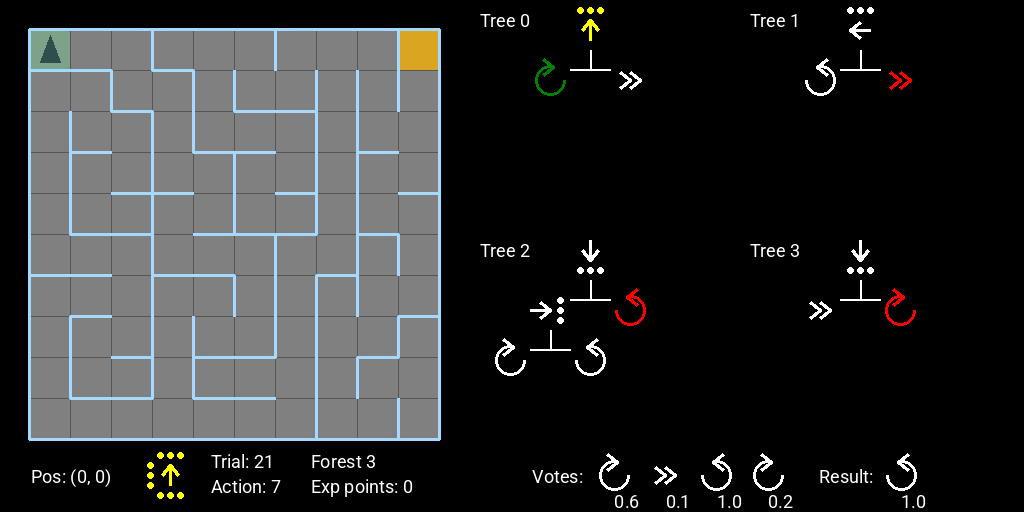 Tree 0
Tree 1
Tree 2
Tree 3
Pos: (0, 0)
Trial: 21
Forest 3
Action: 7
Exp points: 0
Votes:
0.6
0.1
1.0
0.2
Result:
1.0